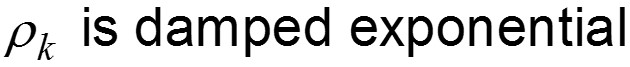 ρk is damped exponential